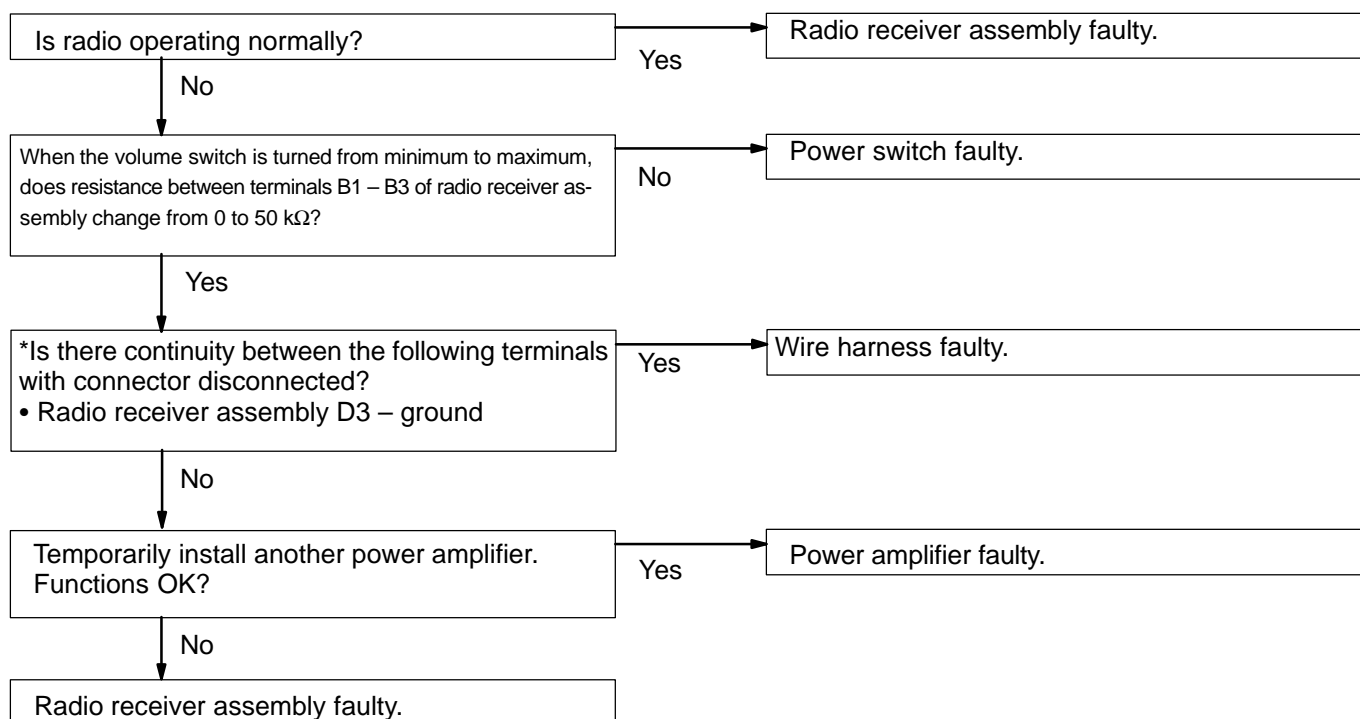 Is radio operating normally?
Yes
Radio receiver assembly faulty.
No
When the volume switch is turned from minimum to maximum,
does resistance between terminals B1 – B3 of radio receiver as-
sembly change from 0 to 50 kΩ?
No
Power switch faulty.
Yes
*Is there continuity between the following terminals
with connector disconnected?
• Radio receiver assembly D3 – ground
Yes
Wire harness faulty.
No
Temporarily install another power amplifier.
Functions OK?
Yes
Power amplifier faulty.
No
Radio receiver assembly faulty.